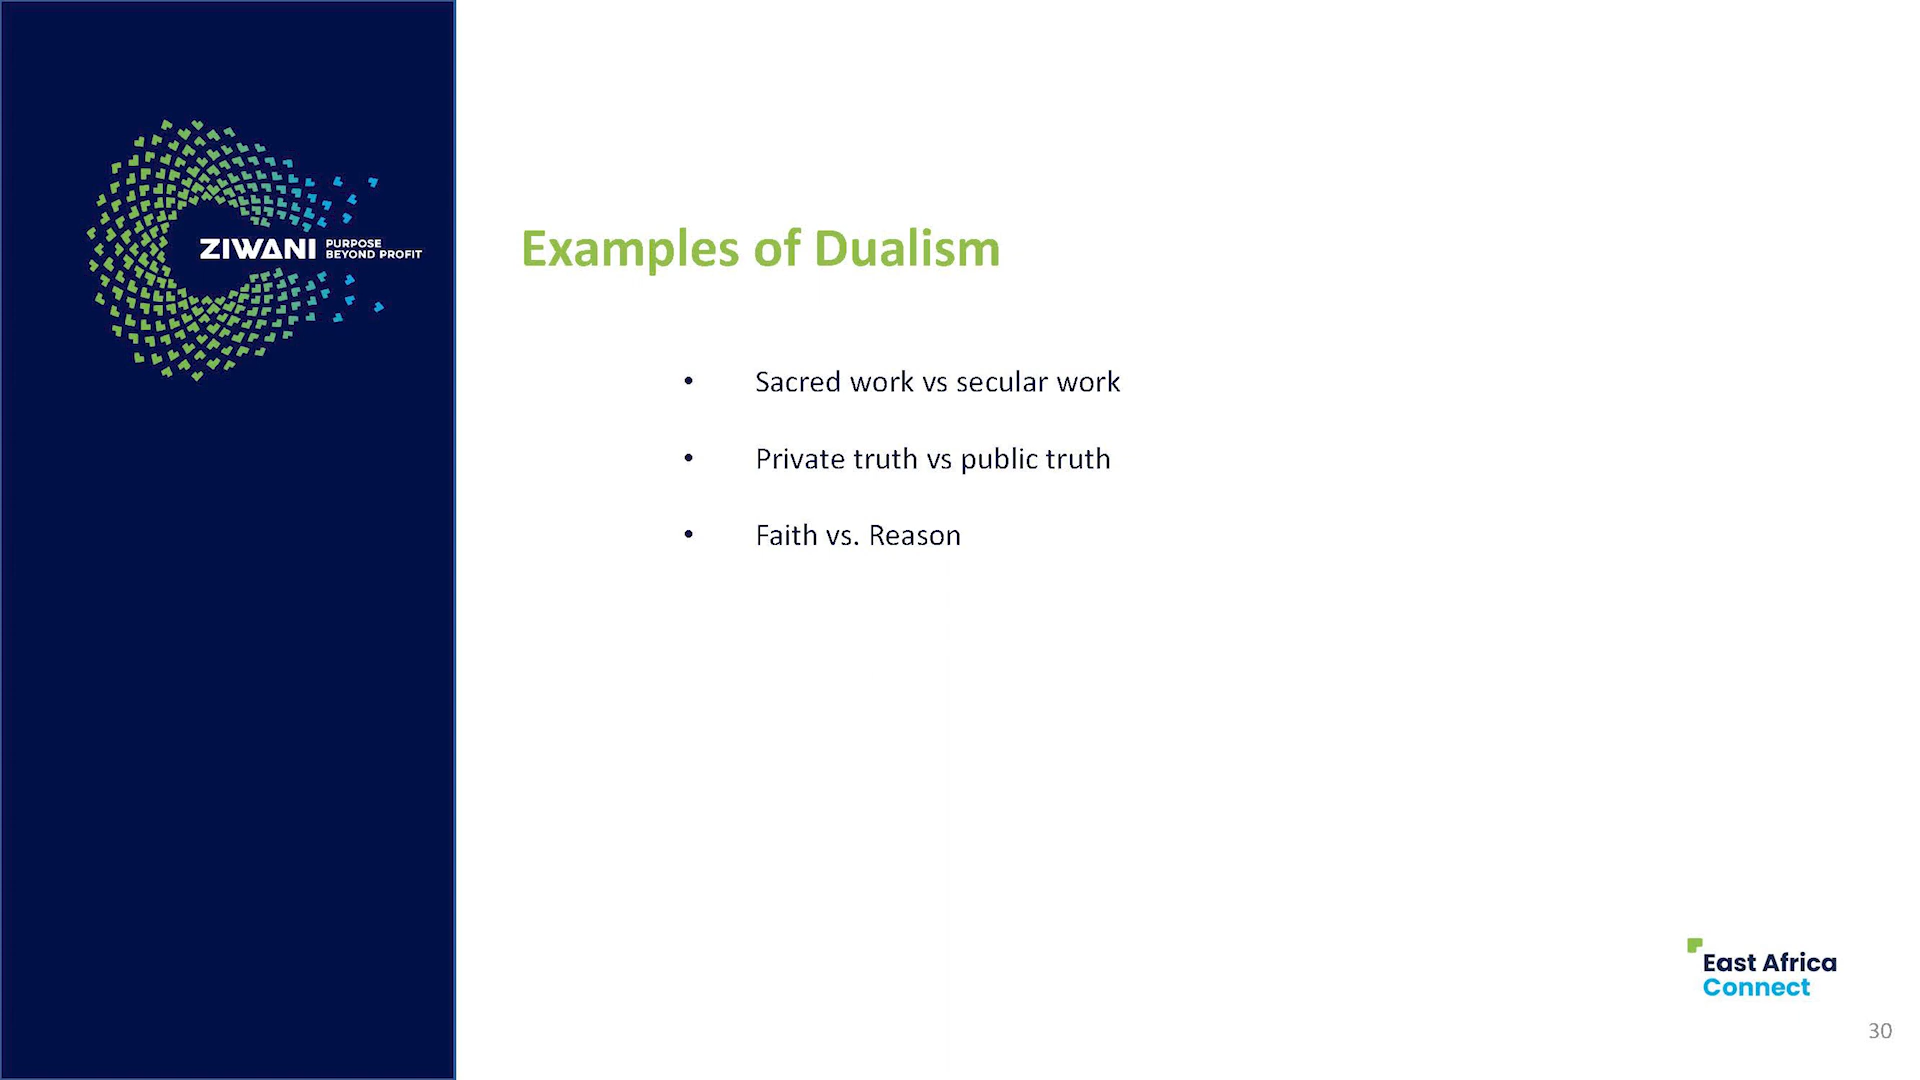 ZIWANI
PURPOSE
BEYOND PROFIT
Examples of Dualism
• Sacred work vs secular work
• Private truth vs public truth
• Faith vs. Reason
East Africa
Connect
30